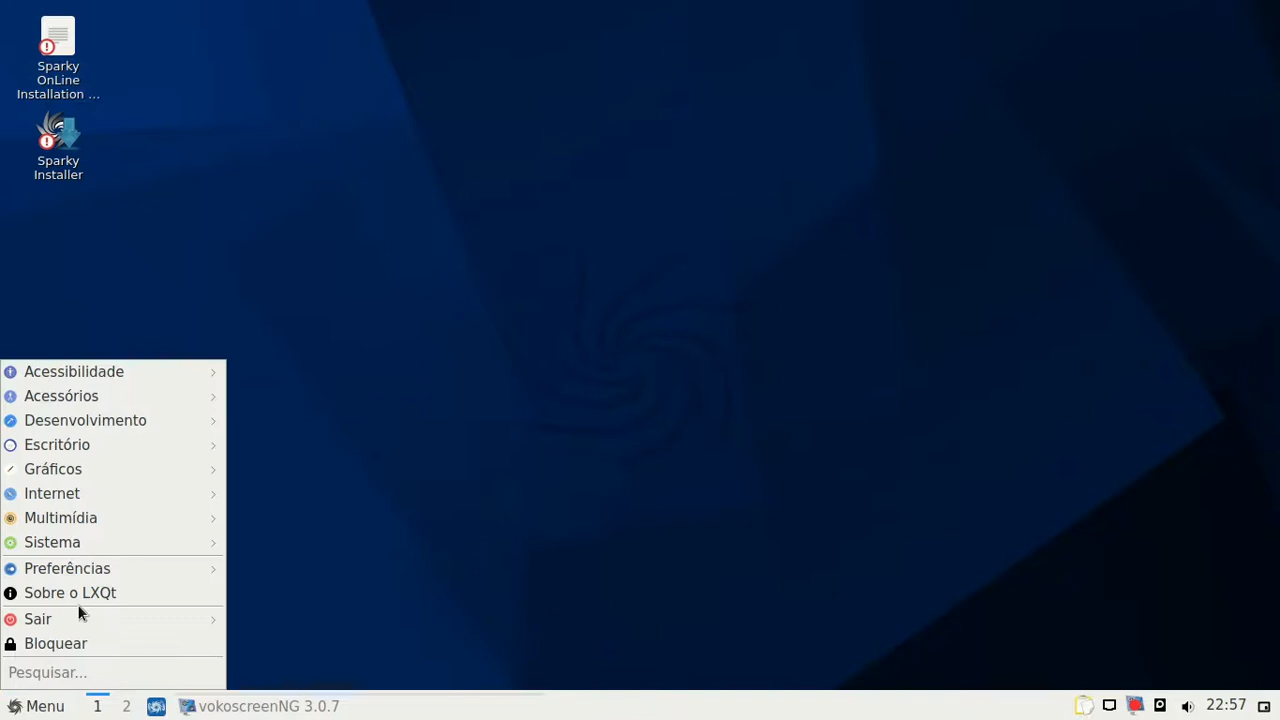 Sparky
OnLine
Installation ...
Sparky
Installer
Acessibilidade
Acessórios
Desenvolvimento
Escritório
Gráficos
Internet
Multimídia
Sistema
Preferências
Sobre o LXQt
Sair
Bloquear
Pesquisar...
Menu 1 2 vokoscreenNG 3.0.7 22:57